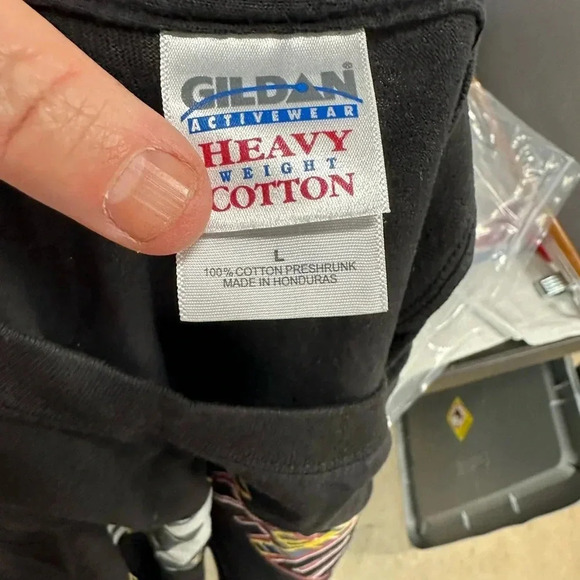 GILDAN
ACTIVEWEAR
HEAVY
WEIGHT
COTTON
L
100% COTTON PRESHRUNK
MADE IN HONDURAS